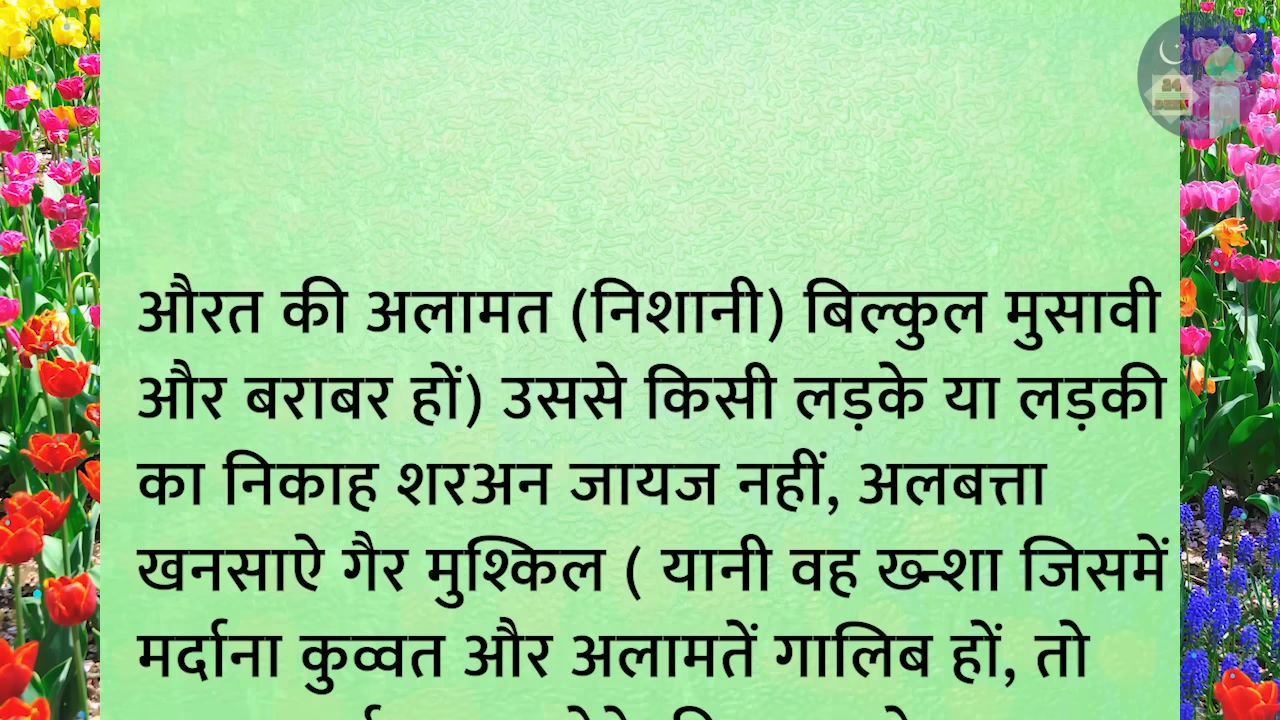 औरत की अलामत (निशानी) बिल्कुल मुसावी
और बराबर हों) उससे किसी लड़के या लड़की
का निकाह शरअन जायज नहीं, अलबत्ता
खनसाऐ गैर मुश्किल ( यानी वह ख्न्शा जिसमें
मर्दाना कुव्वत और अलामतें गालिब हों, तो